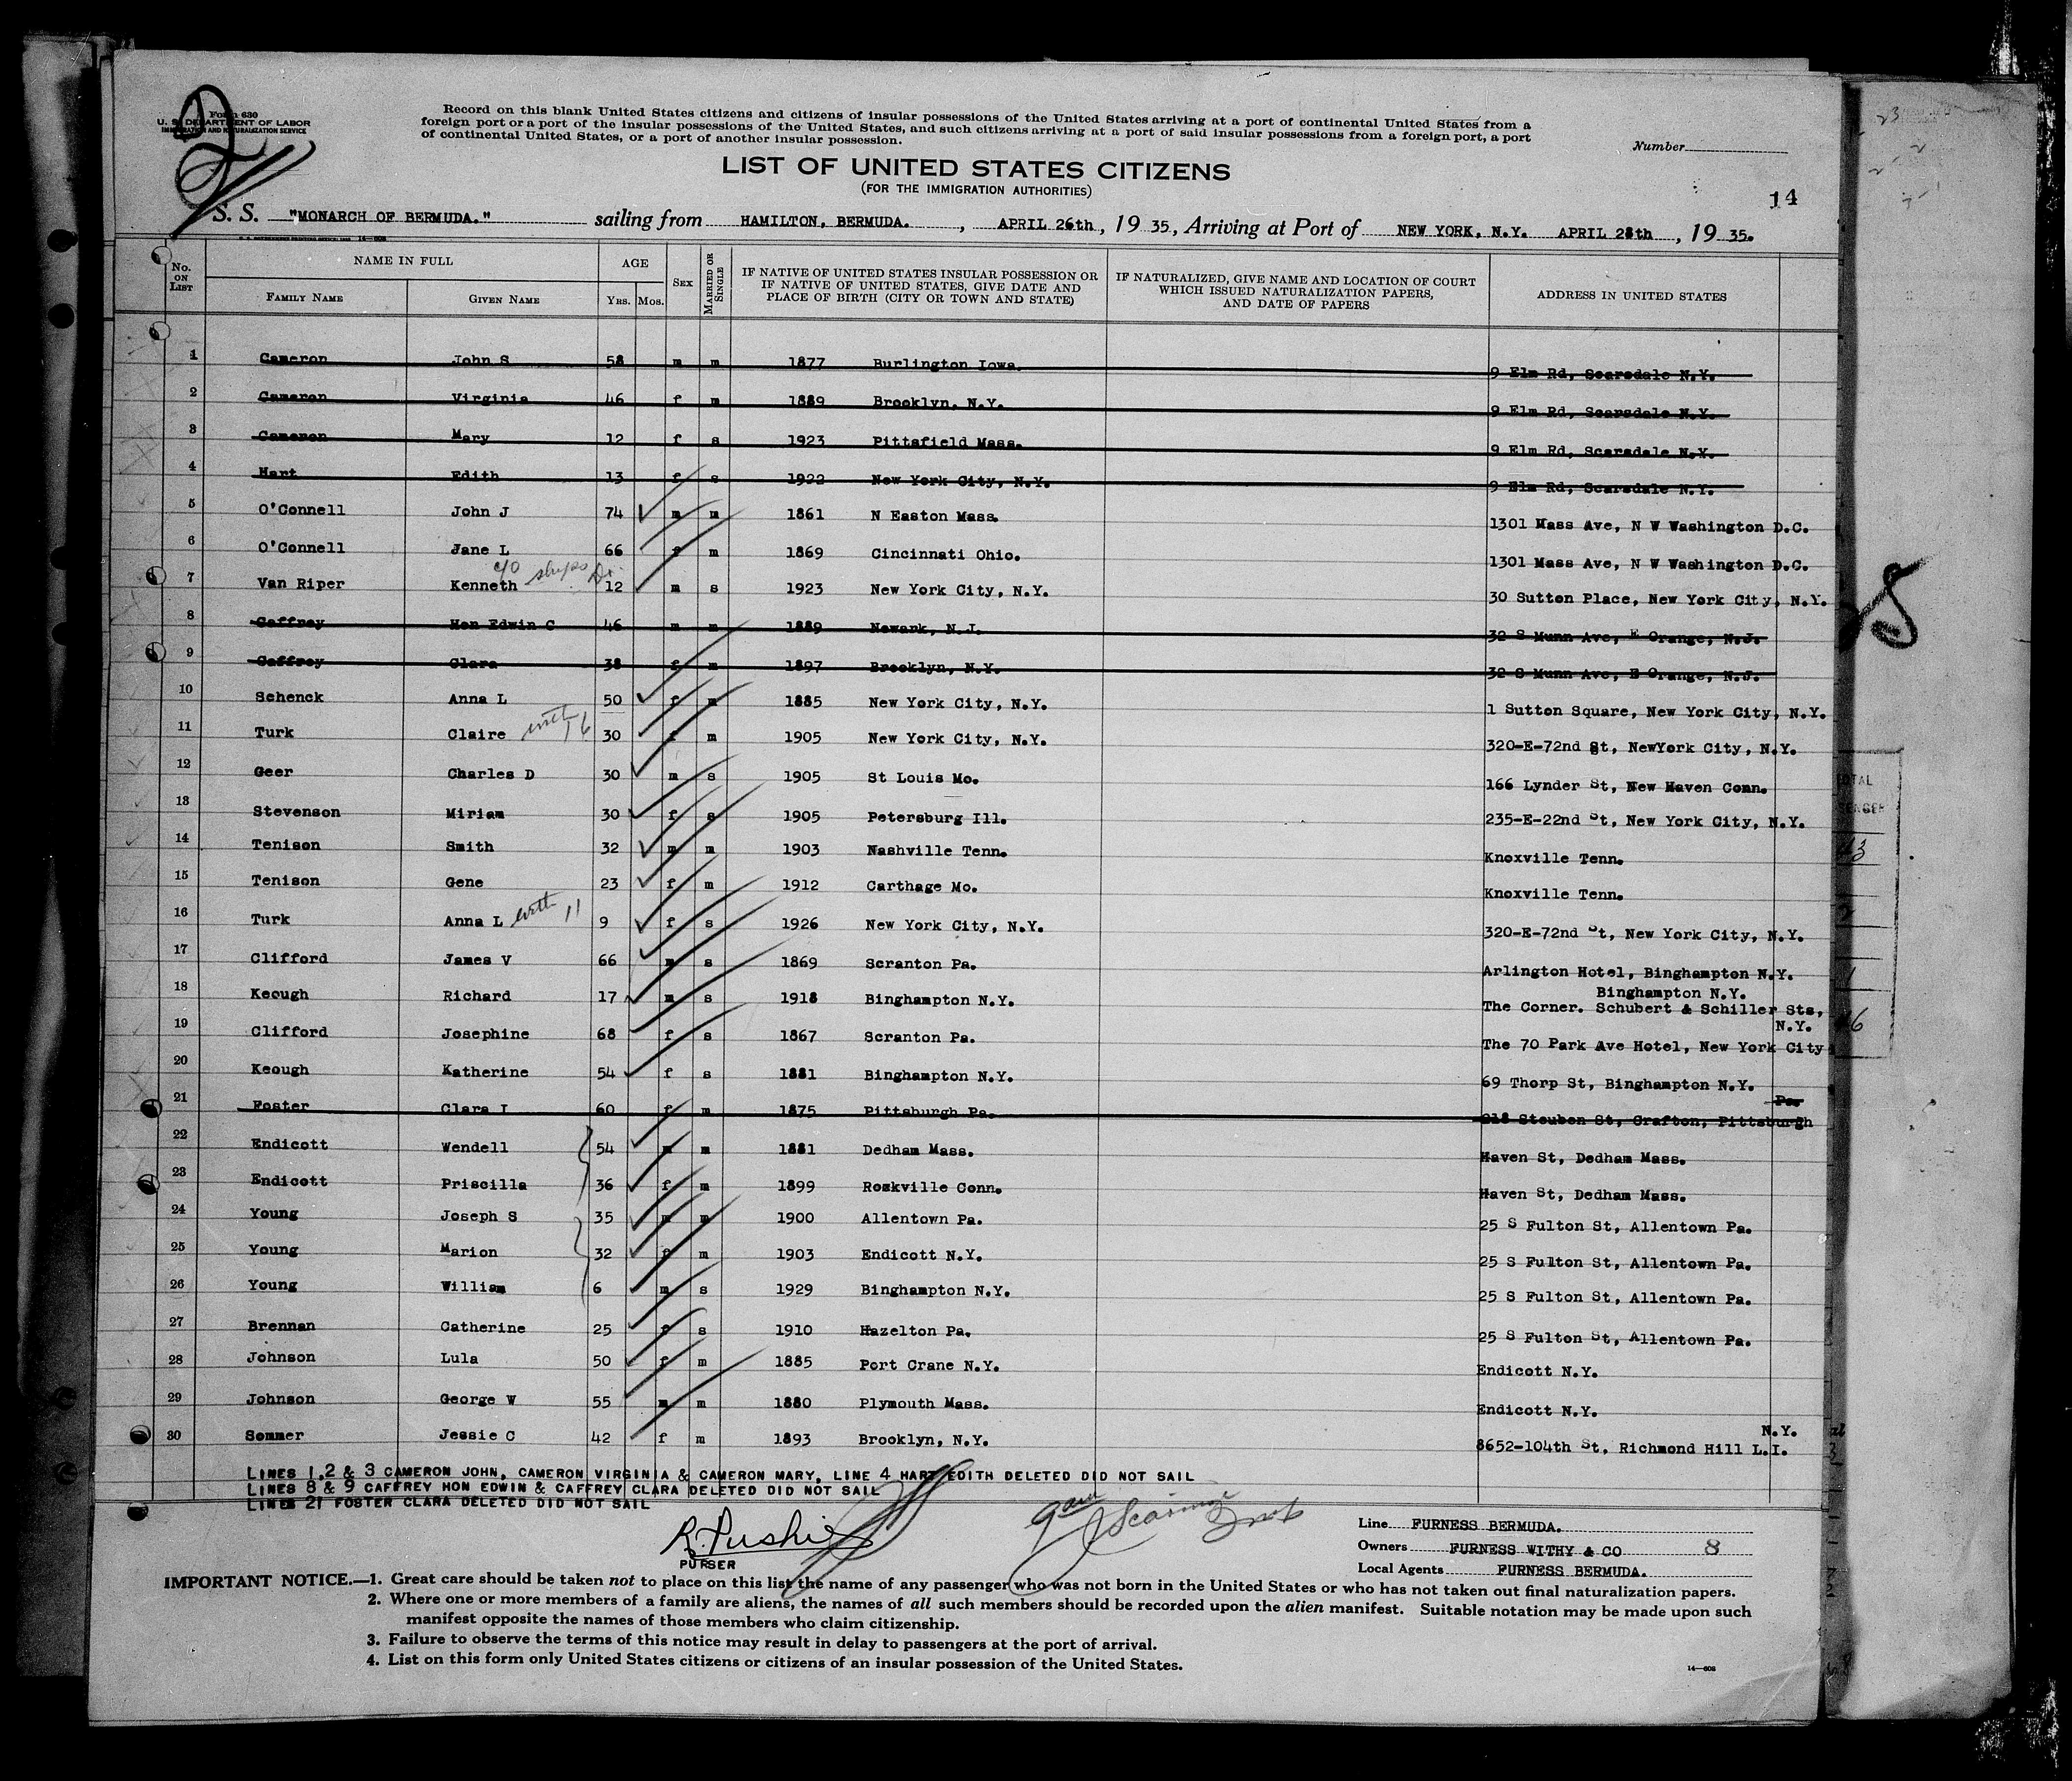 Form 630
U. S. DEPARTMENT OF LABOR
IMMIGRATION AND NATURALIZATION SERVICE
Record on this blank United States citizens and citizens of insular possessions of the United States arriving at a port of continental United States from a
foreign port or a port of the insular possessions of the United States, and such citizens arriving at a port of said insular possessions from a foreign port, a port
of continental United States, or a port of another insular possession.
Number
LIST OF UNITED STATES CITIZENS
(FOR THE IMMIGRATION AUTHORITIES)
14
S. S. "MONARCH OF BERMUDA." sailing from HAMILTON, BERMUDA. , APRIL 26th , 19 35, Arriving at Port of NEW YORK, N.Y. APRIL 28th , 19 35.
No. ON LIST
NAME IN FULL
FAMILY NAME
GIVEN NAME
AGE
YRS. MOS.
SEX
MARRIED OR SINGLE
IF NATIVE OF UNITED STATES INSULAR POSSESSION OR
IF NATIVE OF UNITED STATES, GIVE DATE AND
PLACE OF BIRTH (CITY OR TOWN AND STATE)
IF NATURALIZED, GIVE NAME AND LOCATION OF COURT
WHICH ISSUED NATURALIZATION PAPERS,
AND DATE OF PAPERS
ADDRESS IN UNITED STATES
1 Cameron John S 58 m m 1877 Burlington Iowa. 9 Elm Rd, Scarsdale N.Y.
2 Cameron Virginia 46 f m 1889 Brooklyn, N.Y. 9 Elm Rd, Scarsdale N.Y.
3 Cameron Mary 12 f s 1923 Pittsfield Mass. 9 Elm Rd, Scarsdale N.Y.
4 Hart Edith 13 f s 1922 New York City, N.Y. 9 Elm Rd, Scarsdale N.Y.
5 O'Connell John J 74 m m 1861 N Easton Mass. 1301 Mass Ave, N W Washington D.C.
6 O'Connell Jane L 66 f m 1869 Cincinnati Ohio. 1301 Mass Ave, N W Washington D.C.
c/o ships Dr.
7 Van Riper Kenneth 12 m s 1923 New York City, N.Y. 30 Sutton Place, New York City, N.Y.
8 Caffrey Hon Edwin C 46 m m 1889 Newark, N.J. 32 S Munn Ave, E Orange, N.J.
9 Caffrey Clara 38 f m 1897 Brooklyn, N.Y. 32 S Munn Ave, E Orange, N.J.
10 Schenck Anna L 50 f m 1885 New York City, N.Y. 1 Sutton Square, New York City, N.Y.
11 Turk Claire with 16 30 f m 1905 New York City, N.Y. 320-E-72nd St, NewYork City, N.Y.
12 Geer Charles D 30 m s 1905 St Louis Mo. 166 Lynder St, New Haven Conn.
13 Stevenson Miriam 30 f s 1905 Petersburg Ill. 235-E-22nd St, New York City, N.Y.
14 Tenison Smith 32 m m 1903 Nashville Tenn. Knoxville Tenn.
15 Tenison Gene 23 f m 1912 Carthage Mo. Knoxville Tenn.
16 Turk Anna L with 11 9 f s 1926 New York City, N.Y. 320-E-72nd St, New York City, N.Y.
17 Clifford James V 66 m s 1869 Scranton Pa. Arlington Hotel, Binghampton N.Y.
Binghampton N.Y.
18 Keough Richard 17 m s 1918 Binghampton N.Y. The Corner. Schubert & Schiller Sts,
N.Y.
19 Clifford Josephine 68 f s 1867 Scranton Pa. The 70 Park Ave Hotel, New York City
20 Keough Katherine 54 f s 1881 Binghampton N.Y. 69 Thorp St, Binghampton N.Y.
Pa.
21 Foster Clara I 60 f m 1875 Pittsburgh Pa. 218 Steuben St, Crafton, Pittsburgh
22 Endicott Wendell 54 m m 1881 Dedham Mass. Haven St, Dedham Mass.
23 Endicott Priscilla 36 f m 1899 Rockville Conn. Haven St, Dedham Mass.
24 Young Joseph S 35 m m 1900 Allentown Pa. 25 S Fulton St, Allentown Pa.
25 Young Marion 32 f m 1903 Endicott N.Y. 25 S Fulton St, Allentown Pa.
26 Young William 6 m s 1929 Binghampton N.Y. 25 S Fulton St, Allentown Pa.
27 Brennan Catherine 25 f s 1910 Hazelton Pa. 25 S Fulton St, Allentown Pa.
28 Johnson Lula 50 f m 1885 Port Crane N.Y. Endicott N.Y.
29 Johnson George W 55 m m 1880 Plymouth Mass. Endicott N.Y.
N.Y.
30 Sommer Jessie C 42 f m 1893 Brooklyn, N.Y. 8652-104th St, Richmond Hill L.I.
LINES 1,2 & 3 CAMERON JOHN, CAMERON VIRGINIA & CAMERON MARY, LINE 4 HART EDITH DELETED DID NOT SAIL
LINES 8 & 9 CAFFREY HON EDWIN & CAFFREY CLARA DELETED DID NOT SAIL
LINES 21 FOSTER CLARA DELETED DID NOT SAIL
PURSER
Line FURNESS BERMUDA.
Owners FURNESS WITHY & CO 8
Local Agents FURNESS BERMUDA.
IMPORTANT NOTICE.—1. Great care should be taken not to place on this list the name of any passenger who was not born in the United States or who has not taken out final naturalization papers.
2. Where one or more members of a family are aliens, the names of all such members should be recorded upon the alien manifest. Suitable notation may be made upon such
manifest opposite the names of those members who claim citizenship.
3. Failure to observe the terms of this notice may result in delay to passengers at the port of arrival.
4. List on this form only United States citizens or citizens of an insular possession of the United States.
14—608